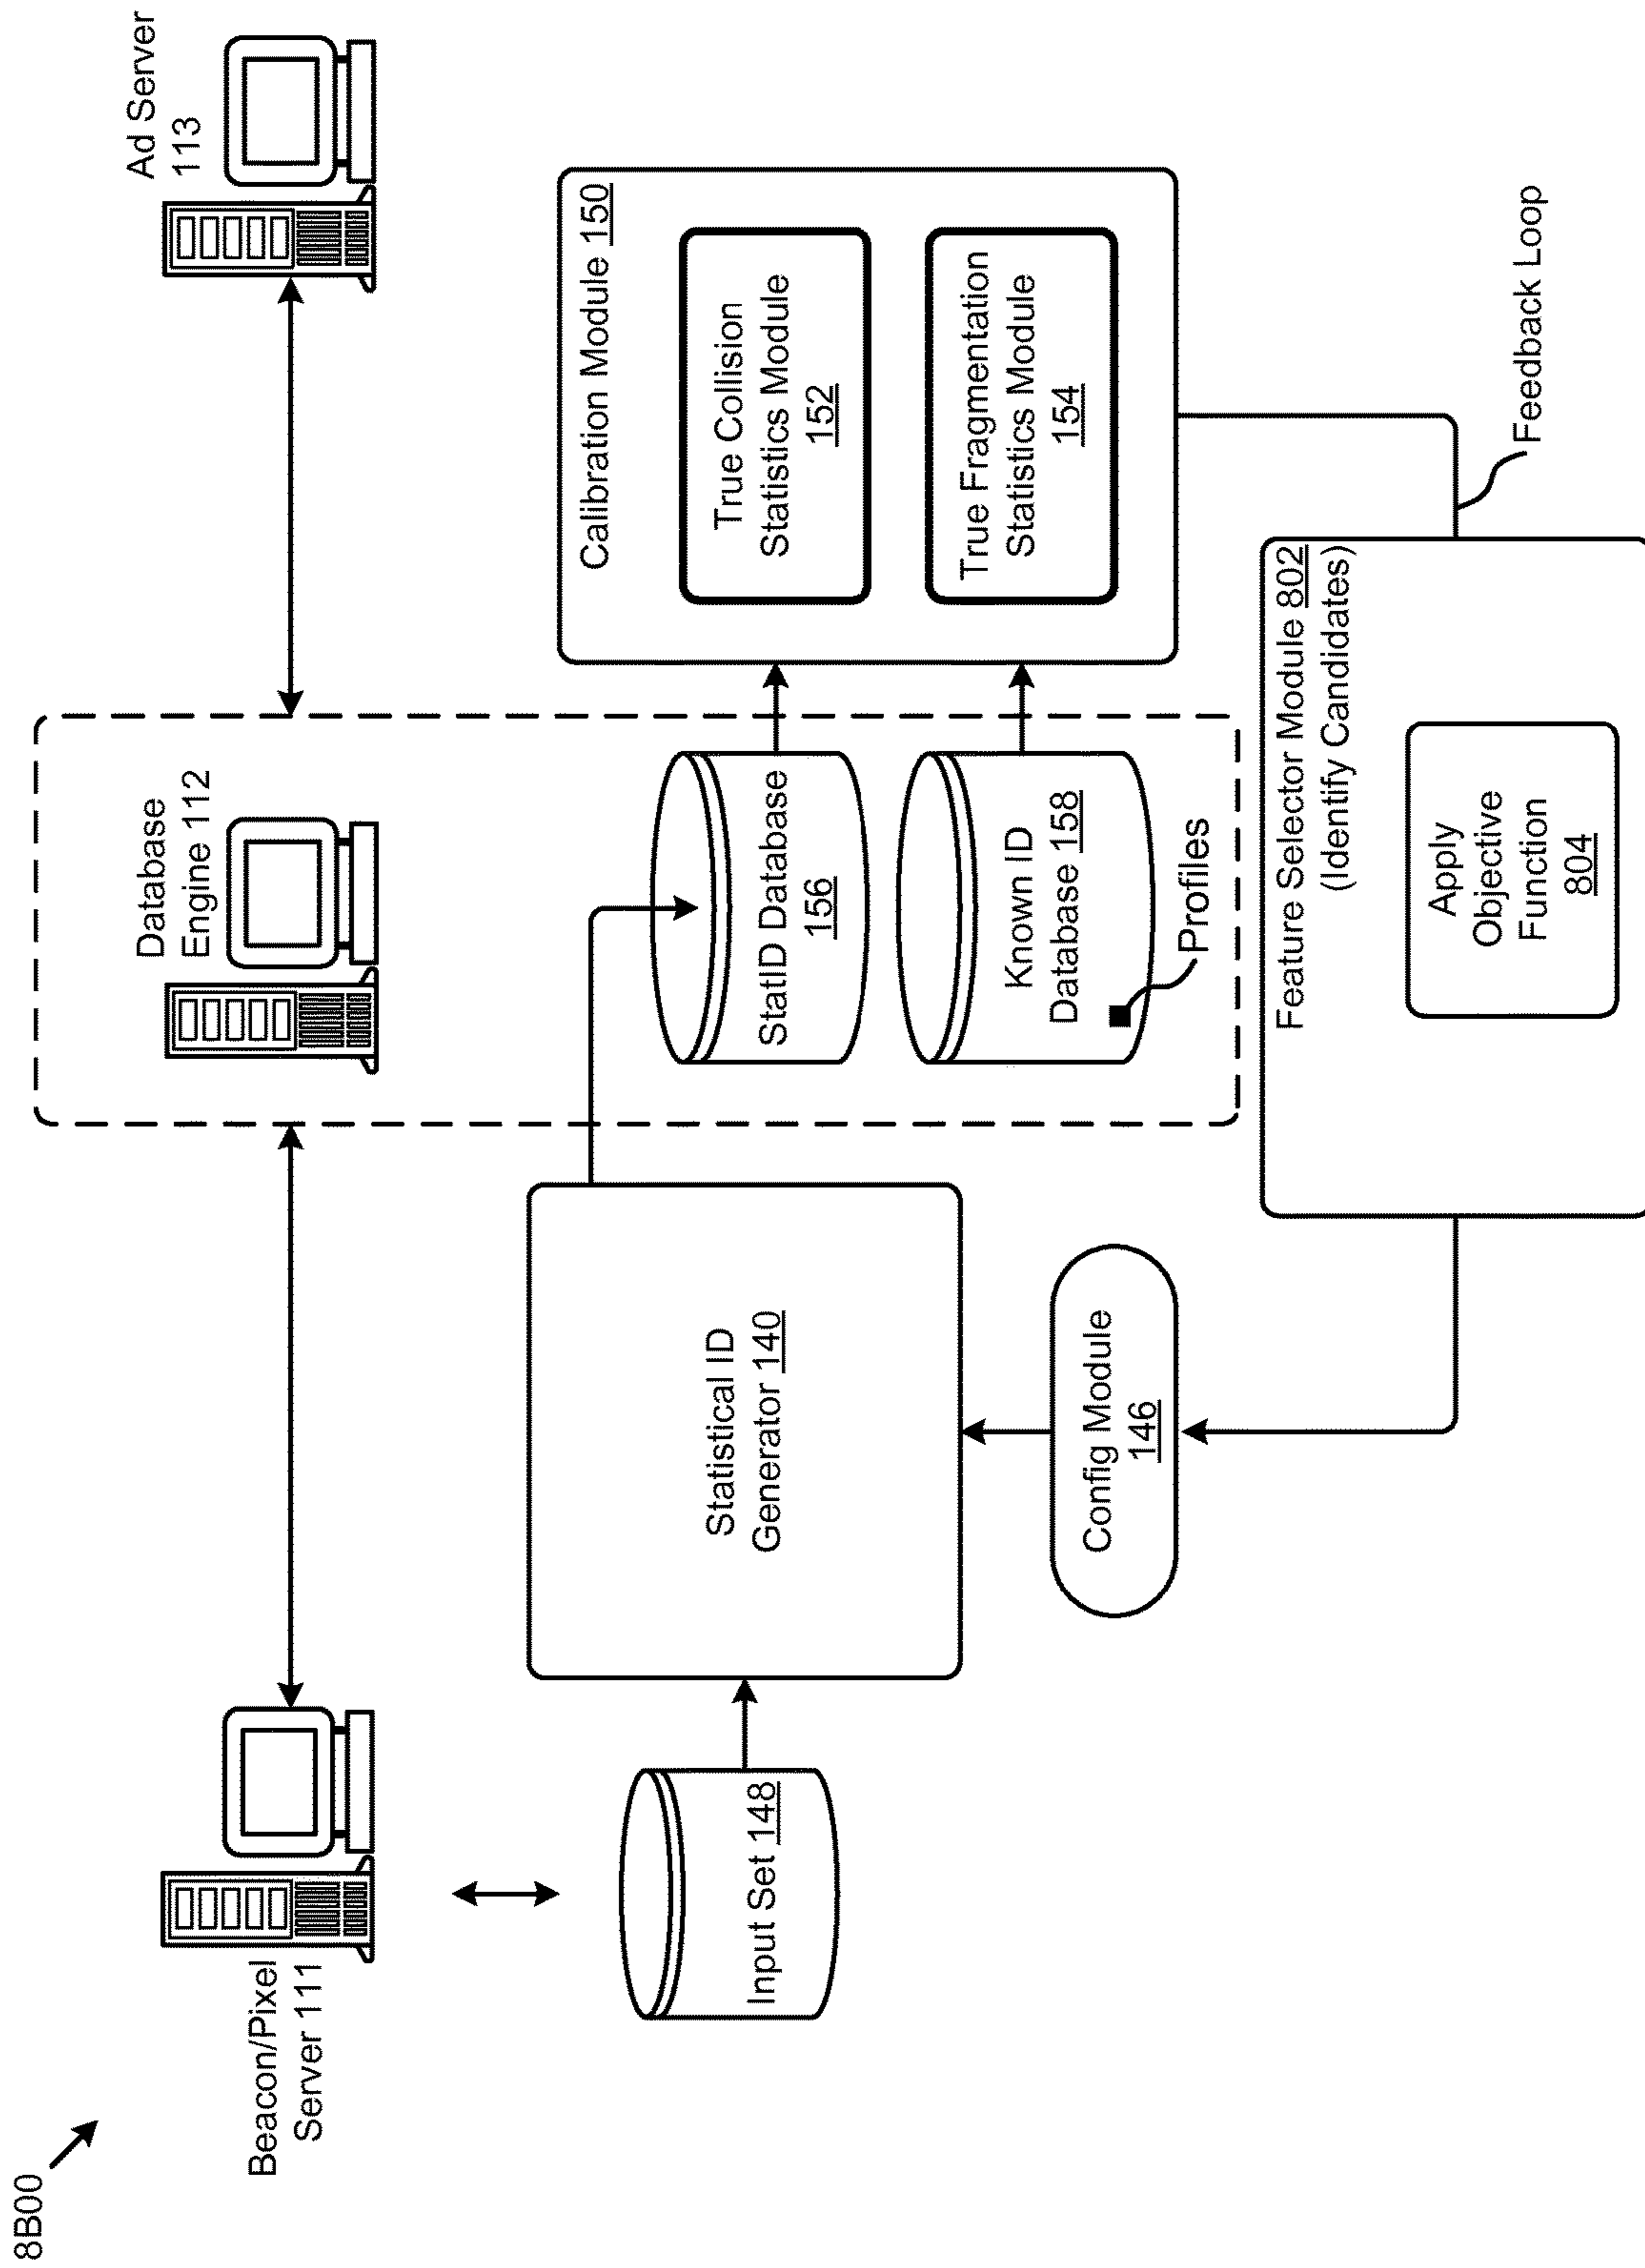 8B00
Beacon/Pixel
Server 111
Database
Engine 112
Ad Server
113
Input Set 148
Statistical ID
Generator 140
Config Module
146
StatID Database
156
Known ID
Database 158
Profiles
Calibration Module 150
True Collision
Statistics Module
152
True Fragmentation
Statistics Module
154
Feature Selector Module 802
(Identify Candidates)
Apply
Objective
Function
804
Feedback Loop